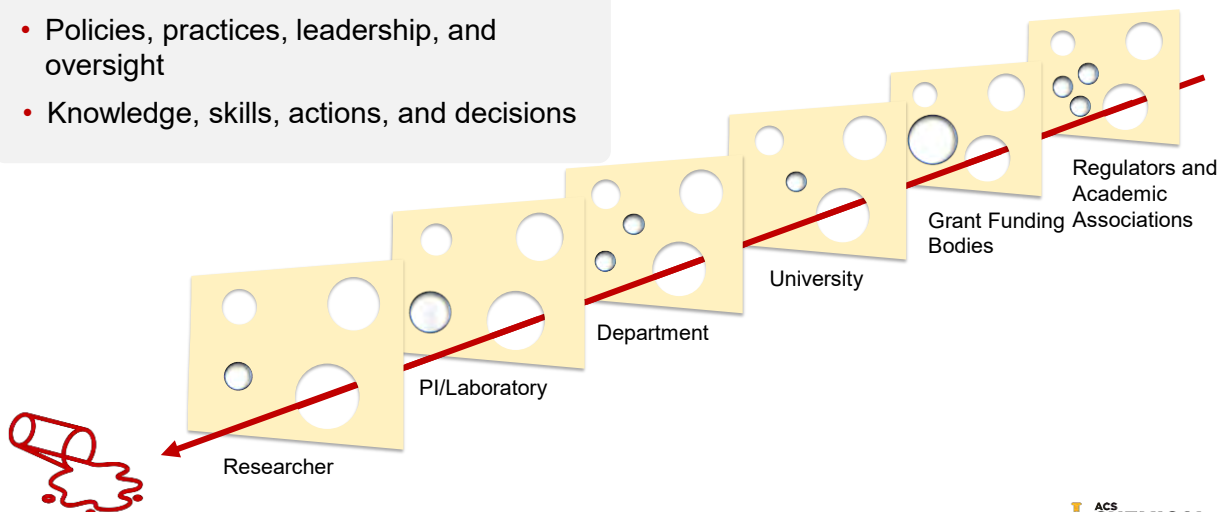 • Policies, practices, leadership, and
oversight
• Knowledge, skills, actions, and decisions
Regulators and
Academic
Associations
Grant Funding
Bodies
University
Department
PI/Laboratory
Researcher
ACS